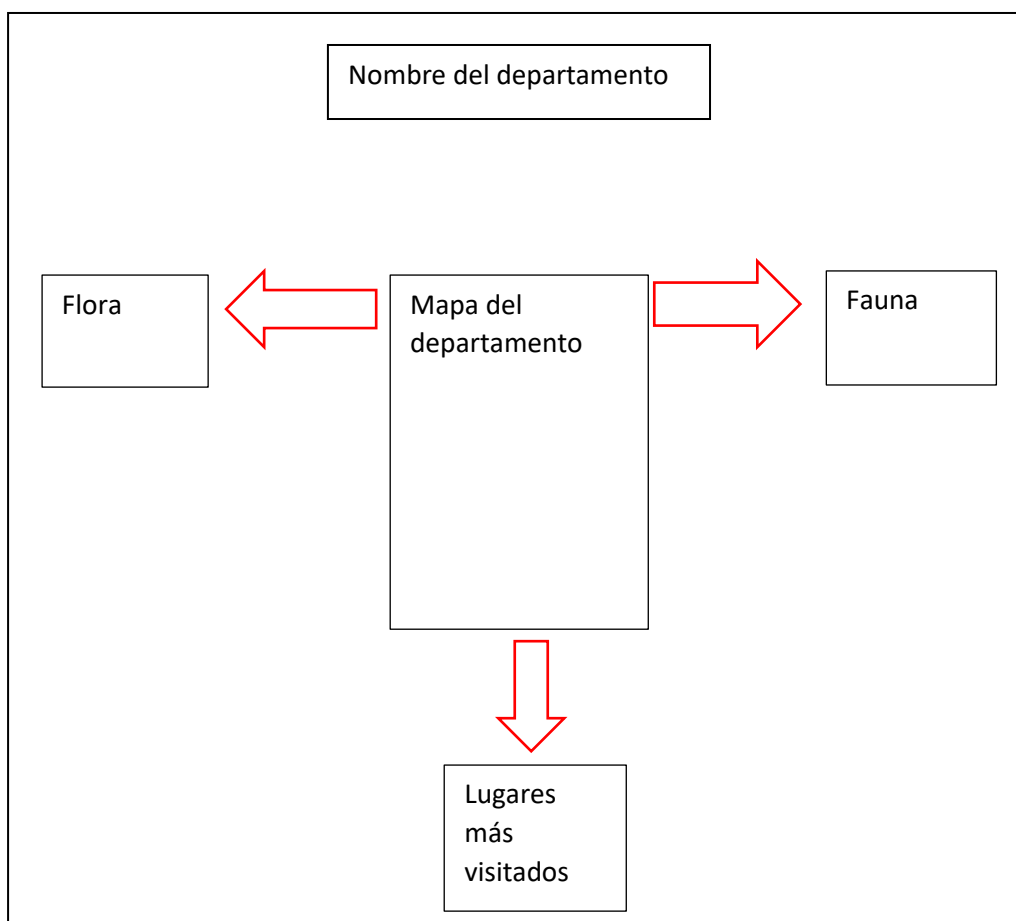 Nombre del departamento
Flora
Mapa del
departamento
Fauna
Lugares
más
visitados